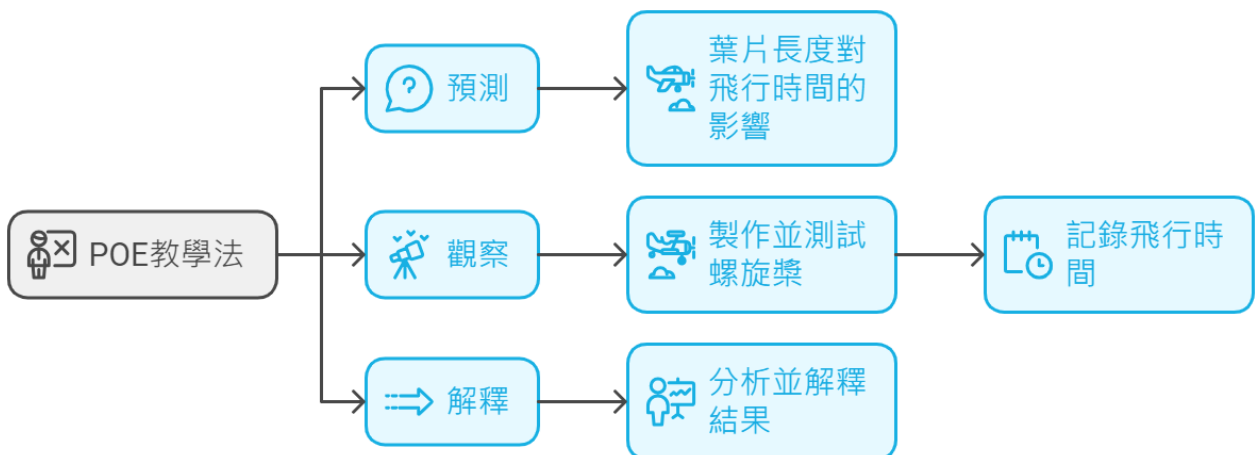 POE教學法
預測
葉片長度對
飛行時間的
影響
觀察
製作並測試
螺旋槳
記錄飛行時
間
解釋
分析並解釋
結果